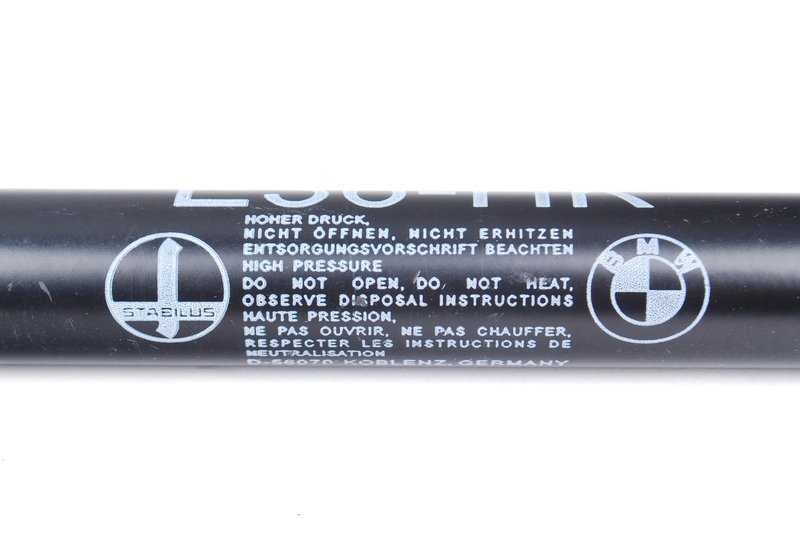 HOHER DRUCK,
NICHT ÖFFNEN, NICHT ERHITZEN
ENTSORGUNGSVORSCHRIFT BEACHTEN
HIGH PRESSURE
DO NOT OPEN, DO NOT HEAT,
OBSERVE DISPOSAL INSTRUCTIONS
HAUTE PRESSION,
NE PAS OUVRIR, NE PAS CHAUFFER,
RESPECTER LES INSTRUCTIONS DE
NEUTRALISATION
D-56070 KOBLENZ, GERMANY
STABILUS
BMW